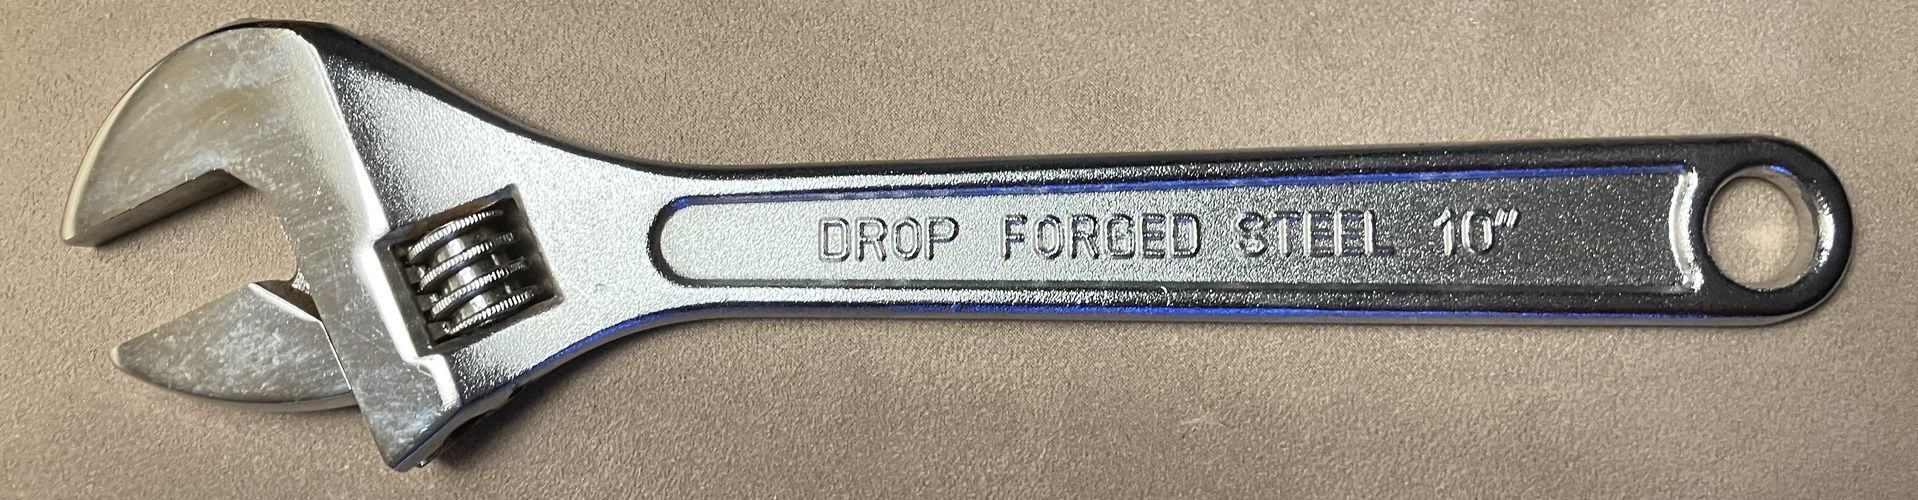 DROP FORGED STEEL 10"